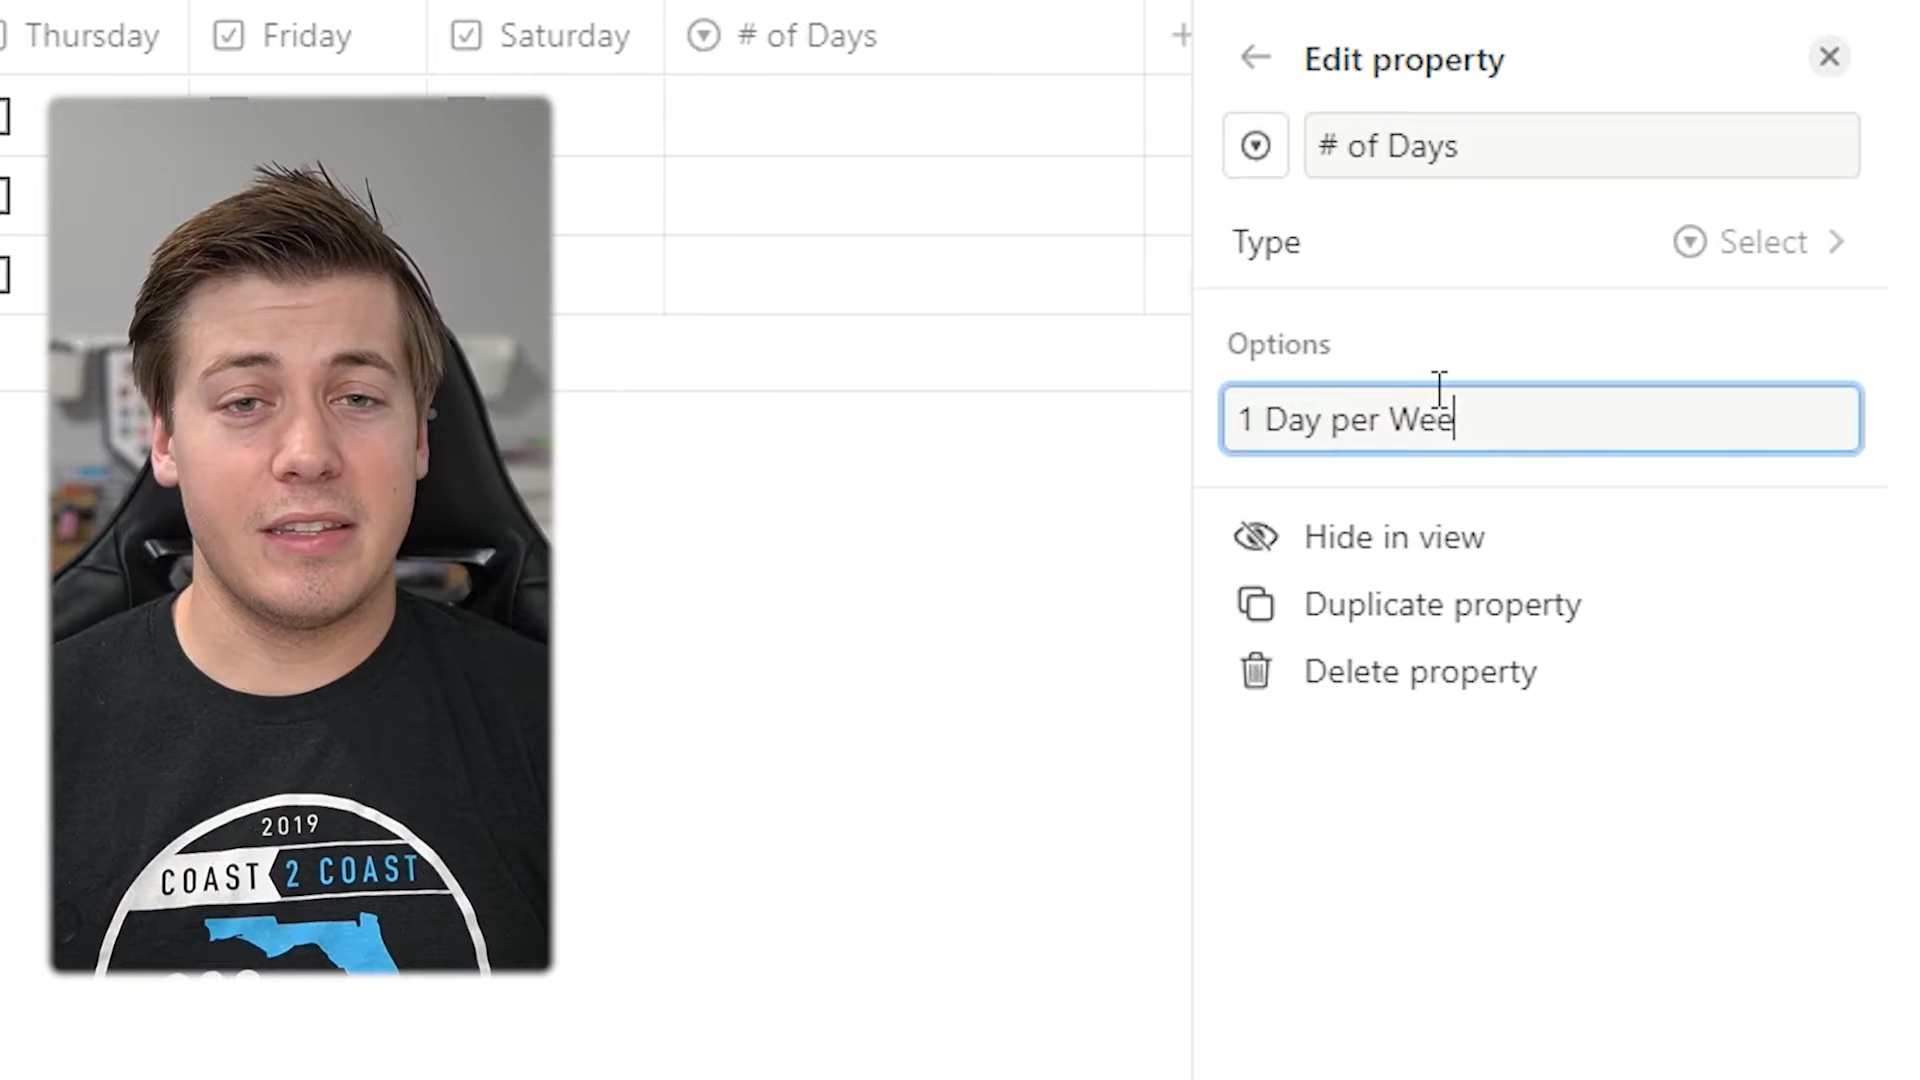 Thursday
Friday
Saturday
# of Days
Edit property
# of Days
Type
Select
Options
1 Day per Wee
Hide in view
Duplicate property
Delete property
2019
COAST 2 COAST